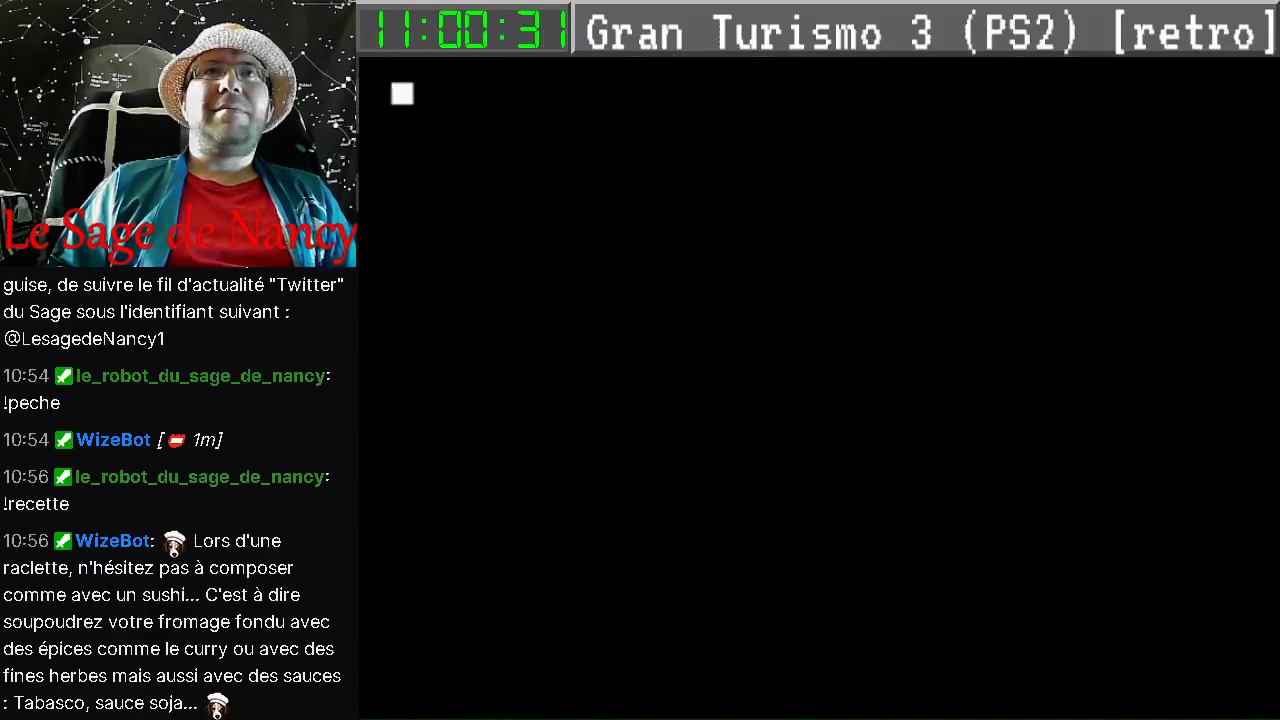 11:00:31
Gran Turismo 3 (PS2) [retro]
Le Sage de Nancy
guise, de suivre le fil d'actualité "Twitter"
du Sage sous l'identifiant suivant :
@LesagedeNancy1
10:54 le_robot_du_sage_de_nancy:
!peche
10:54 WizeBot [ 1m]
10:56 le_robot_du_sage_de_nancy:
!recette
10:56 WizeBot: Lors d'une
raclette, n'hésitez pas à composer
comme avec un sushi... C'est à dire
soupoudrez votre fromage fondu avec
des épices comme le curry ou avec des
fines herbes mais aussi avec des sauces
: Tabasco, sauce soja...